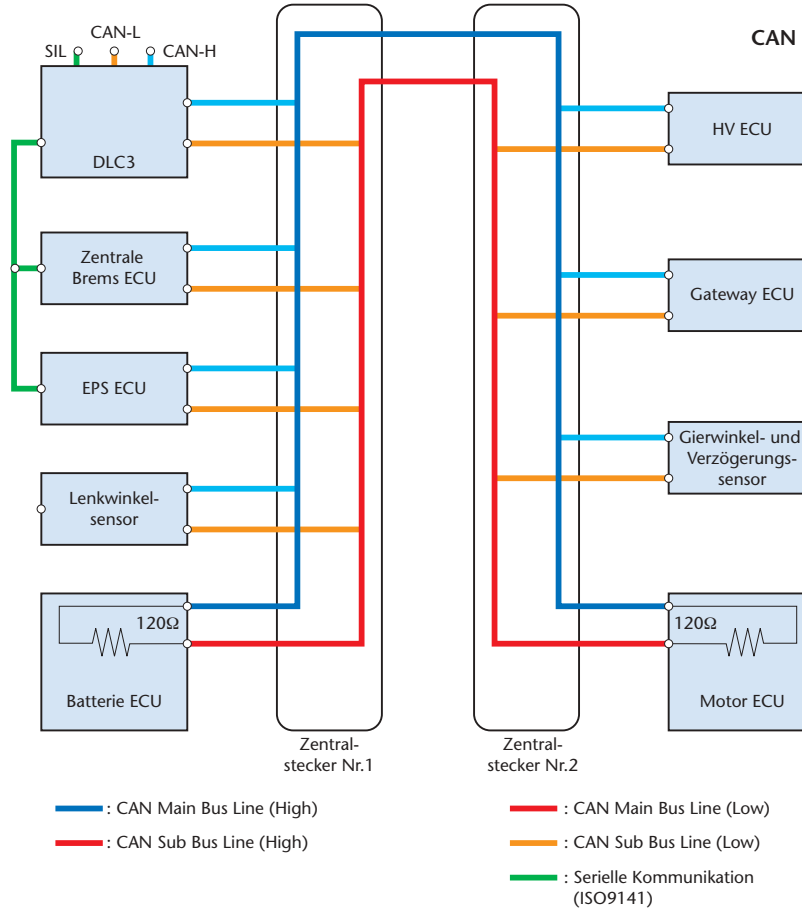 CAN
CAN-L
SIL
CAN-H
DLC3
HV ECU
Zentrale
Brems ECU
Gateway ECU
EPS ECU
Gierwinkel- und
Verzögerungs-
sensor
Lenkwinkel-
sensor
120Ω
Batterie ECU
120Ω
Motor ECU
Zentral-
stecker Nr.1
Zentral-
stecker Nr.2
: CAN Main Bus Line (High)
: CAN Sub Bus Line (High)
: CAN Main Bus Line (Low)
: CAN Sub Bus Line (Low)
: Serielle Kommunikation
(ISO9141)